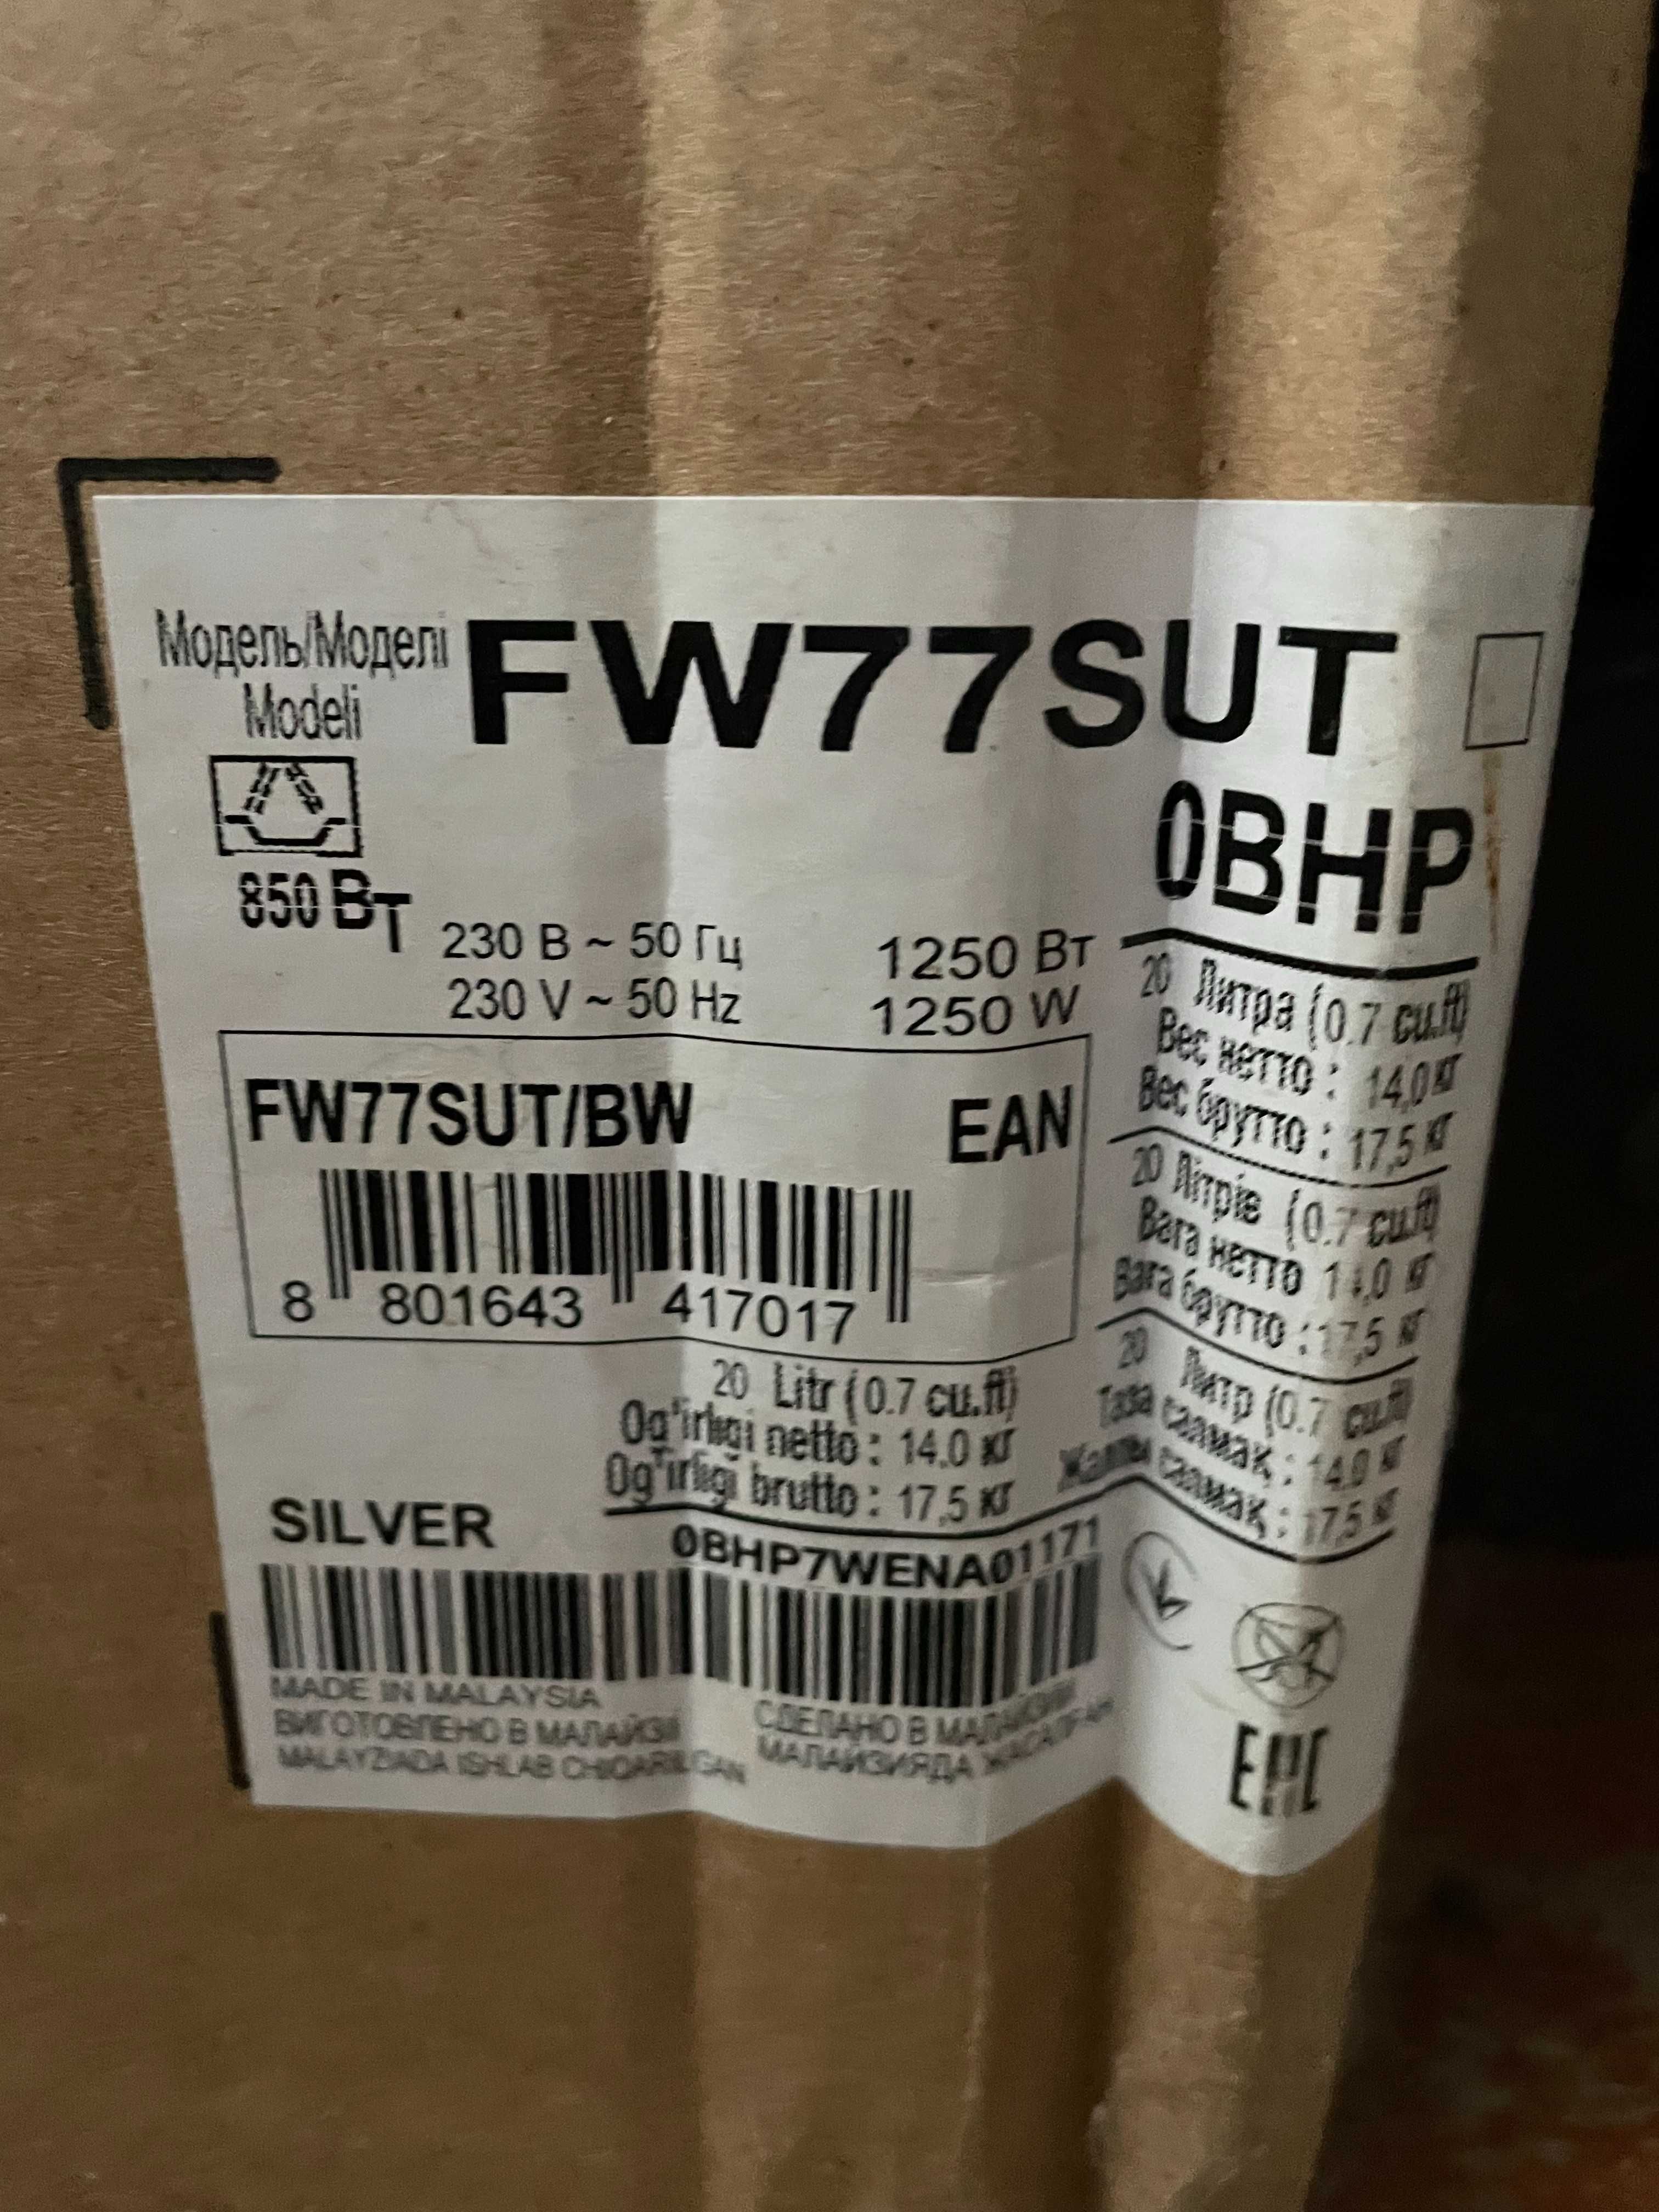 Модель/Моделі
Modeli
FW77SUT
0BHP
850 Вт
230 В ~ 50 Гц 1250 Вт
230 V ~ 50 Hz 1250 W
20 Литра (0.7 cu.ft)
Вес нетто : 14,0 кг
Вес брутто : 17,5 кг
FW77SUT/BW EAN
8 801643 417017
20 Літрів (0.7 cu.ft)
Вага нетто 14,0 кг
Вага брутто : 17,5 кг
20 Литр (0.7 cu.ft)
Таза салмақ : 14.0 кг
Жалпы салмақ : 17,5 кг
20 Litr (0.7 cu.ft)
Og'irligi netto : 14.0 кг
Og'irligi brutto : 17,5 кг
SILVER
0BHP7WENA01171
MADE IN MALAYSIA
ВИГОТОВЛЕНО В МАЛАЙЗІЇ
MALAYZIADA ISHLAB CHIQARILGAN
СДЕЛАНО В МАЛАЙЗИИ
МАЛАЙЗИЯДА ЖАСАЛҒАН
EAC